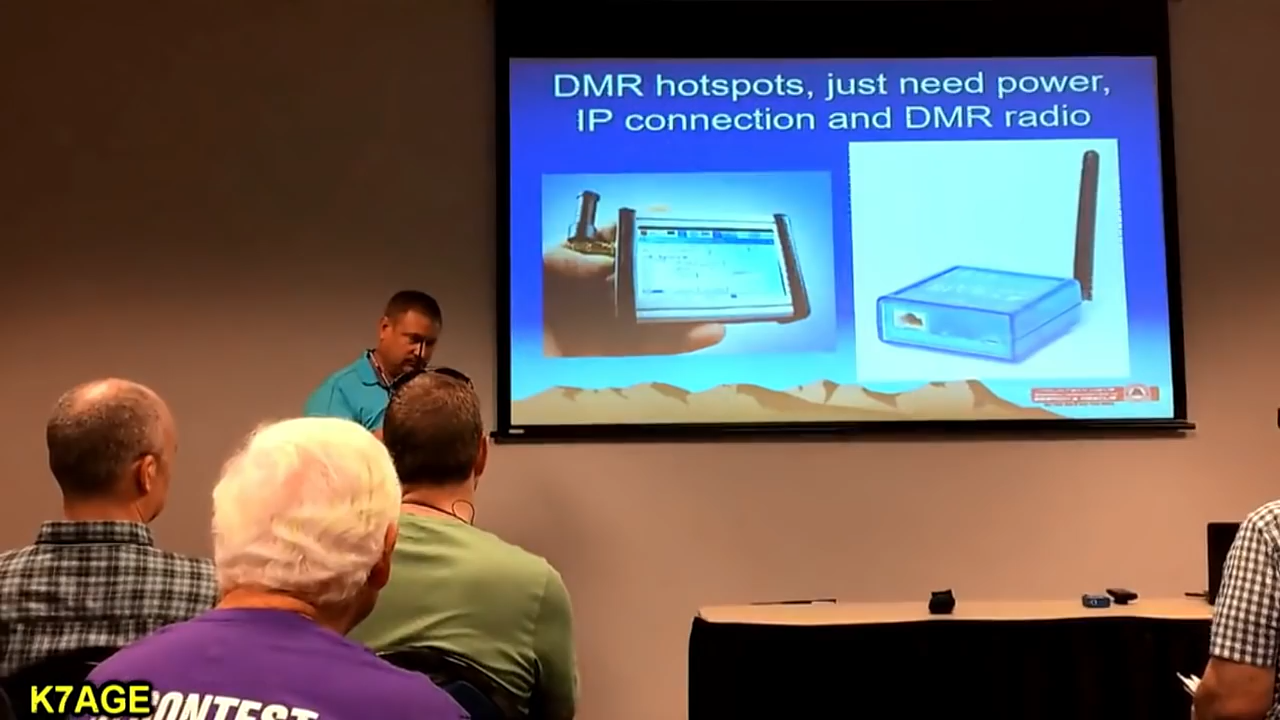 DMR hotspots, just need power,
IP connection and DMR radio
K7AGE
CONTEST